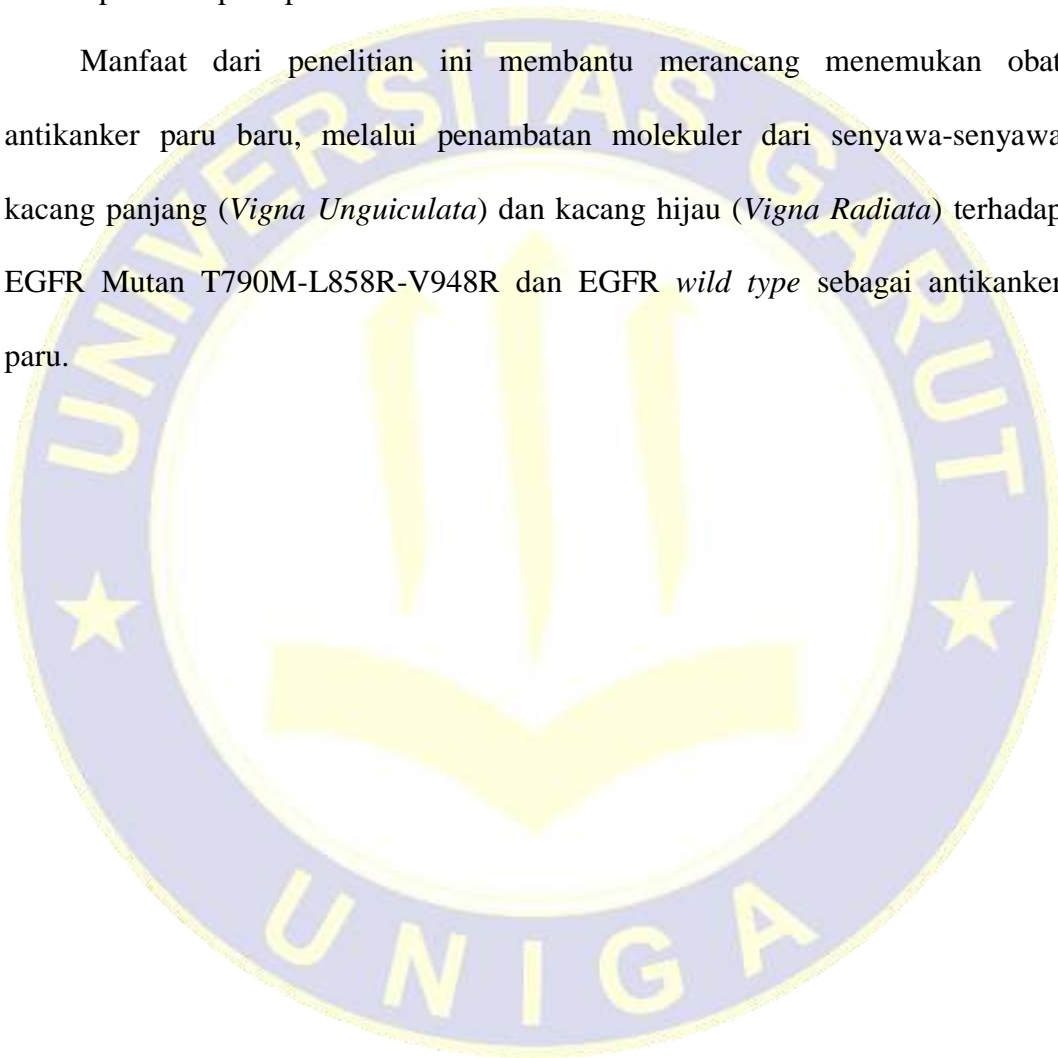 Manfaat dari penelitian ini membantu merancang menemukan obat
antikanker paru baru, melalui penambatan molekuler dari senyawa-senyawa
kacang panjang (Vigna Unguiculata) dan kacang hijau (Vigna Radiata) terhadap
EGFR Mutan T790M-L858R-V948R dan EGFR wild type sebagai antikanker
paru.
UNIVERSITAS GARUT
UNIGA